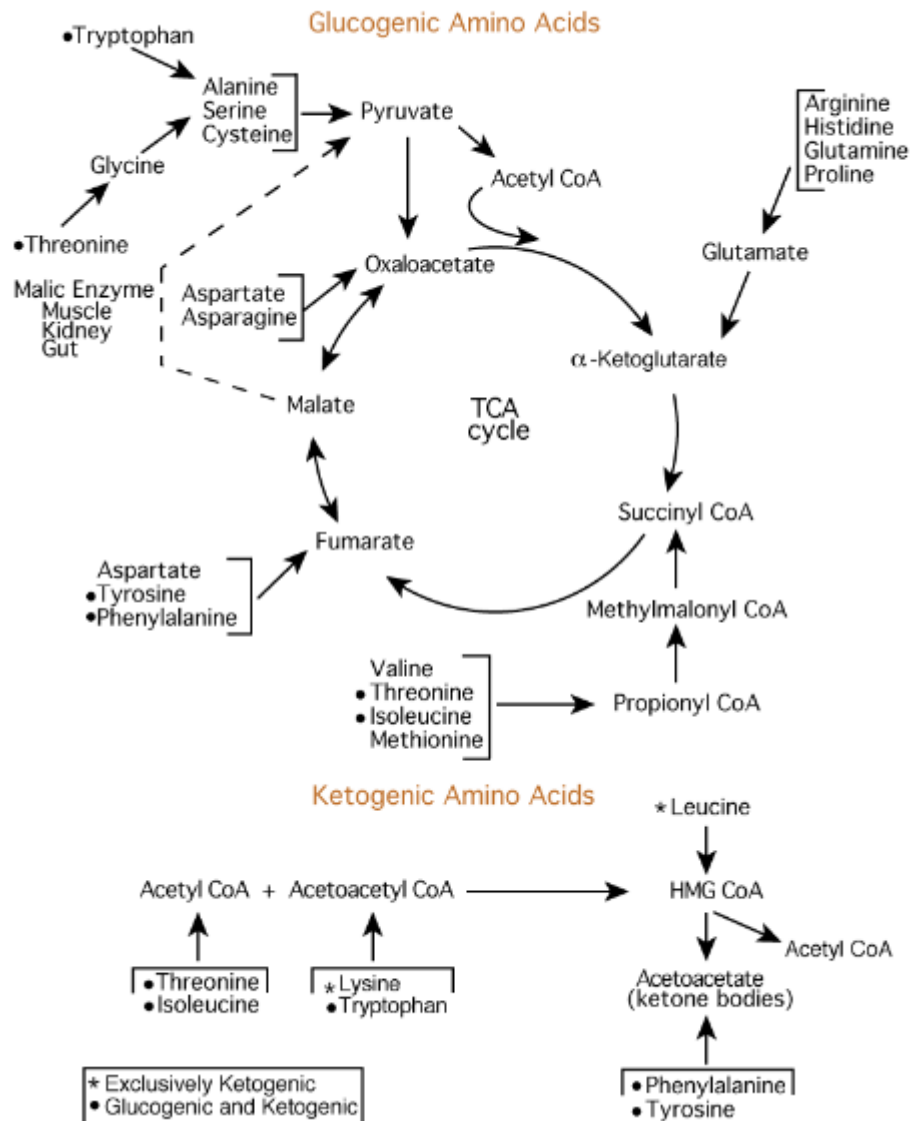 Glucogenic Amino Acids
•Tryptophan
Alanine
Serine
Cysteine
Pyruvate
Arginine
Histidine
Glutamine
Proline
Glycine
Acetyl CoA
•Threonine
Oxaloacetate
Glutamate
Malic Enzyme
Muscle
Kidney
Gut
Aspartate
Asparagine
α-Ketoglutarate
Malate
TCA
cycle
Succinyl CoA
Fumarate
Aspartate
•Tyrosine
•Phenylalanine
Methylmalonyl CoA
Valine
•Threonine
•Isoleucine
Methionine
Propionyl CoA
Ketogenic Amino Acids
*Leucine
Acetyl CoA + Acetoacetyl CoA
HMG CoA
Acetyl CoA
•Threonine
•Isoleucine
*Lysine
•Tryptophan
Acetoacetate
(ketone bodies)
* Exclusively Ketogenic
•Glucogenic and Ketogenic
•Phenylalanine
•Tyrosine